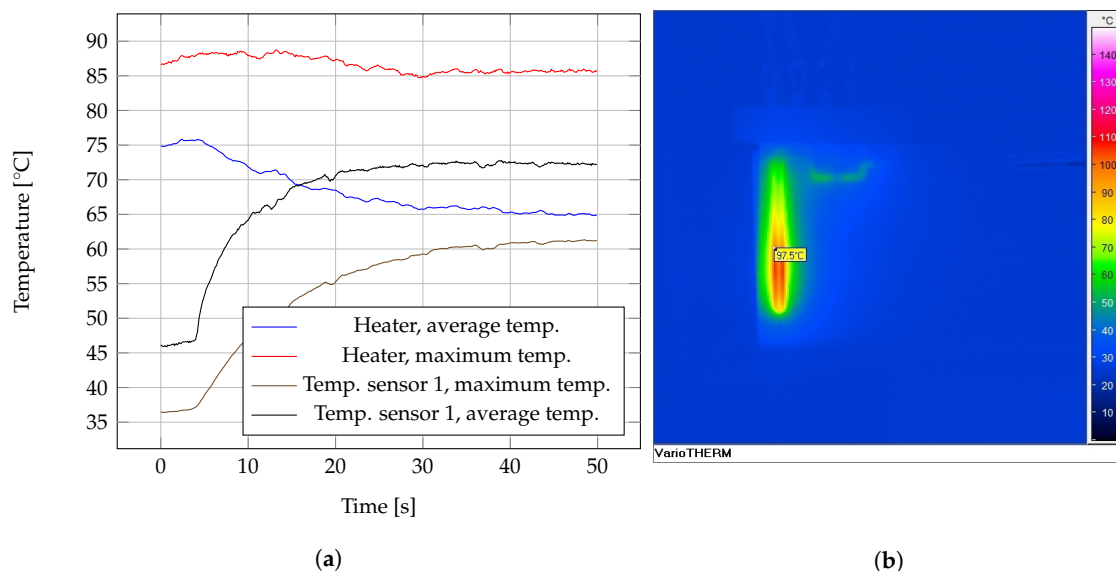 90
85
80
75
70
65
60
55
50
45
40
35
Temperature [°C]
Heater, average temp.
Heater, maximum temp.
Temp. sensor 1, maximum temp.
Temp. sensor 1, average temp.
0 10 20 30 40 50
Time [s]
(a)
°C
140
130
120
110
100
90
80
70
60
50
40
30
20
10
97.5°C
VarioTHERM
(b)